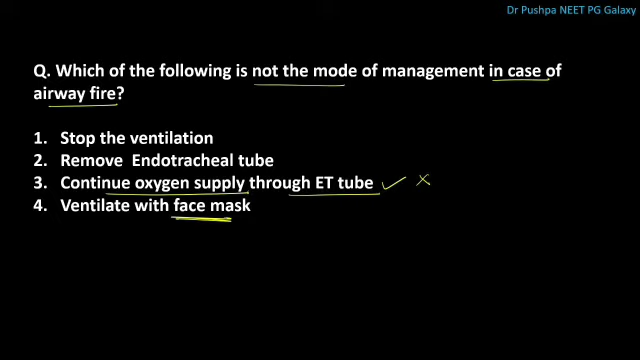 Dr Pushpa NEET PG Galaxy
Q. Which of the following is not the mode of management in case of
airway fire?
1. Stop the ventilation
2. Remove Endotracheal tube
3. Continue oxygen supply through ET tube ✓ ×
4. Ventilate with face mask